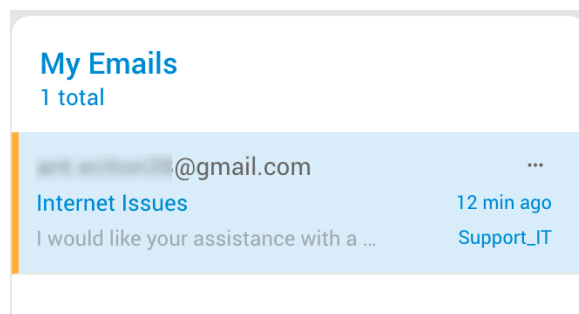 My Emails
1 total
@gmail.com
Internet Issues 12 min ago
I would like your assistance with a ... Support_IT